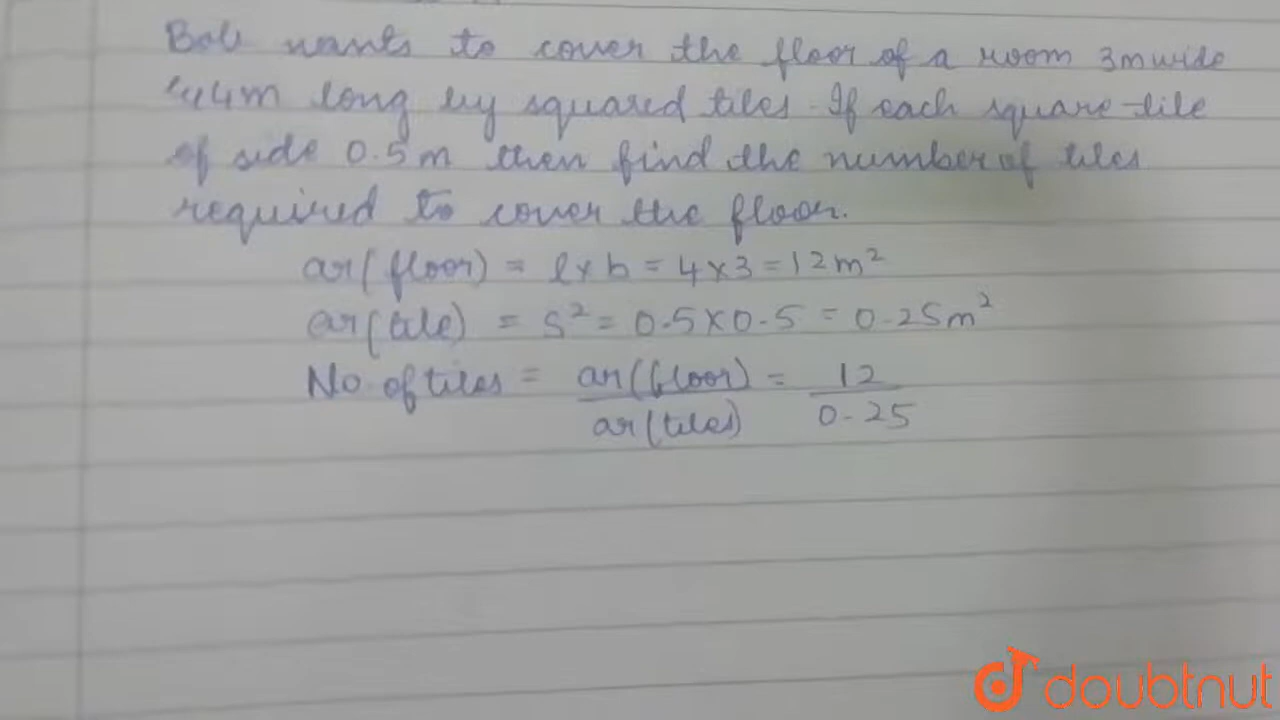 Bob wants to cover the floor of a room 3m wide
4m long by squared tiles. If each square tile
of side 0.5m then find the number of tiles
required to cover the floor.
ar(floor) = l×b = 4×3 = 12m²
ar(tile) = S² = 0.5×0.5 = 0.25m²
No. of tiles = ar(floor) = 12
ar(tiles) 0.25
doubtnut